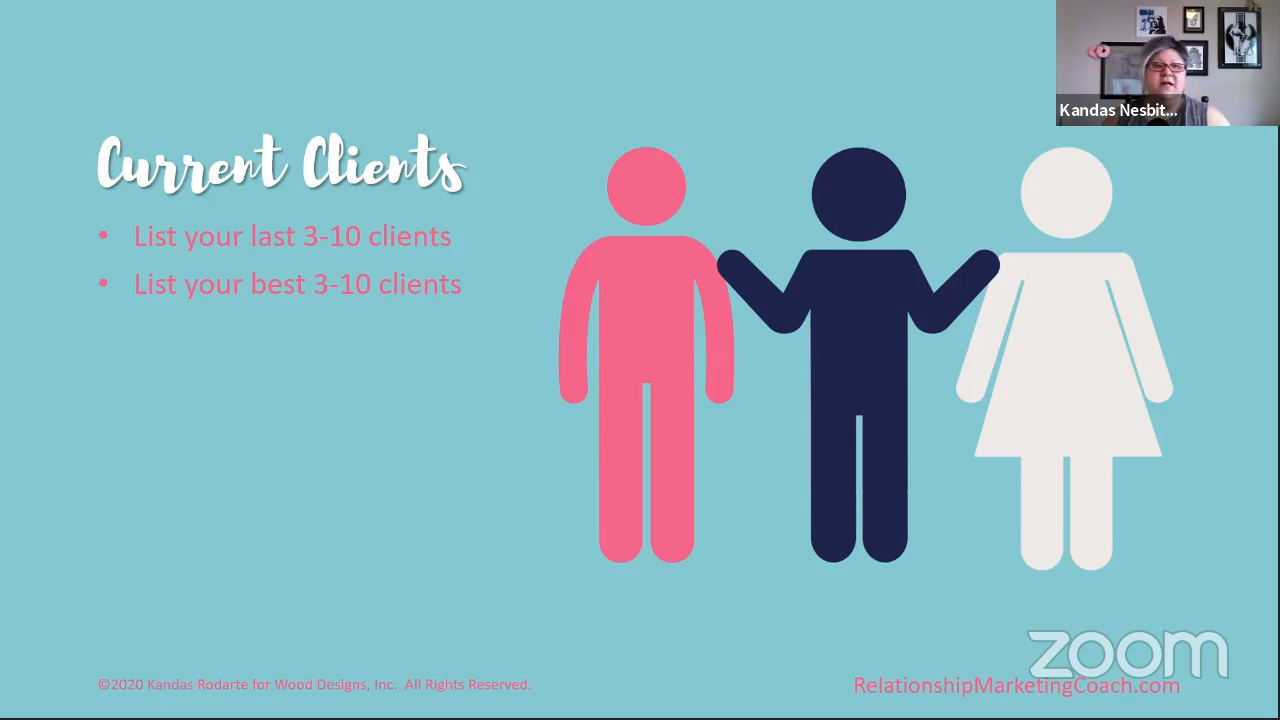 Kandas Nesbit...
Current Clients
• List your last 3-10 clients
• List your best 3-10 clients
zoom
©2020 Kandas Rodarte for Wood Designs, Inc. All Rights Reserved.
RelationshipMarketingCoach.com